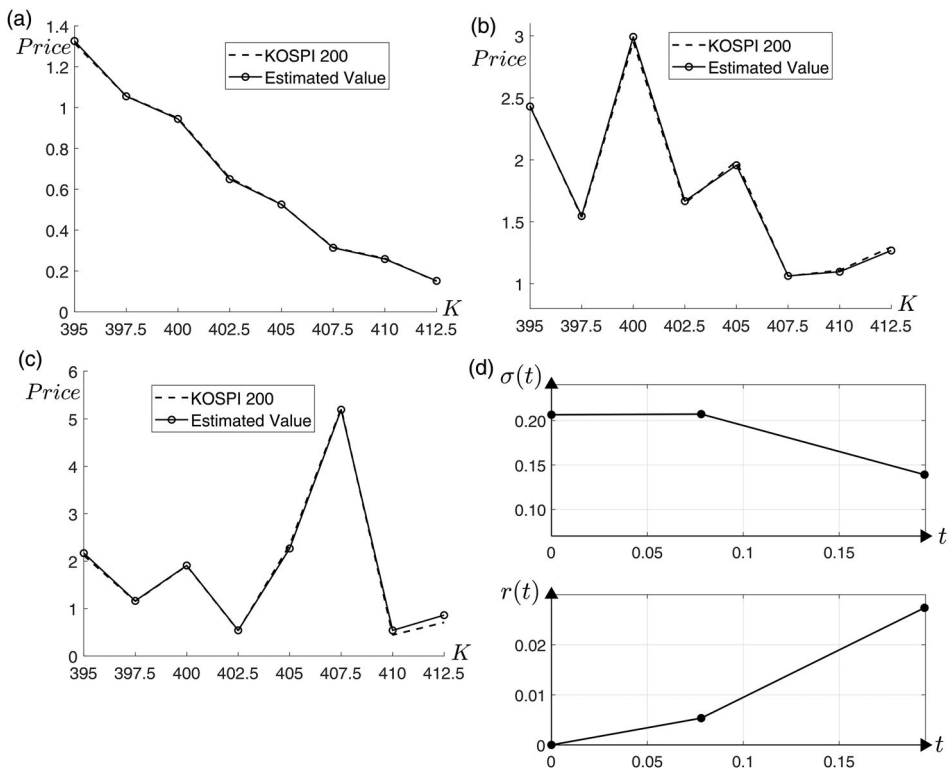 (a)
Price
1.4
1.2
1
0.8
0.6
0.4
0.2
0
KOSPI 200
Estimated Value
395 397.5 400 402.5 405 407.5 410 412.5
K
(b)
Price
3
2.5
2
1.5
1
KOSPI 200
Estimated Value
395 397.5 400 402.5 405 407.5 410 412.5
K
(c)
Price
6
5
4
3
2
1
0
KOSPI 200
Estimated Value
395 397.5 400 402.5 405 407.5 410 412.5
K
(d)
σ(t)
0.20
0.15
0.10
0 0.05 0.1 0.15
t
r(t)
0.02
0.01
0
0 0.05 0.1 0.15
t